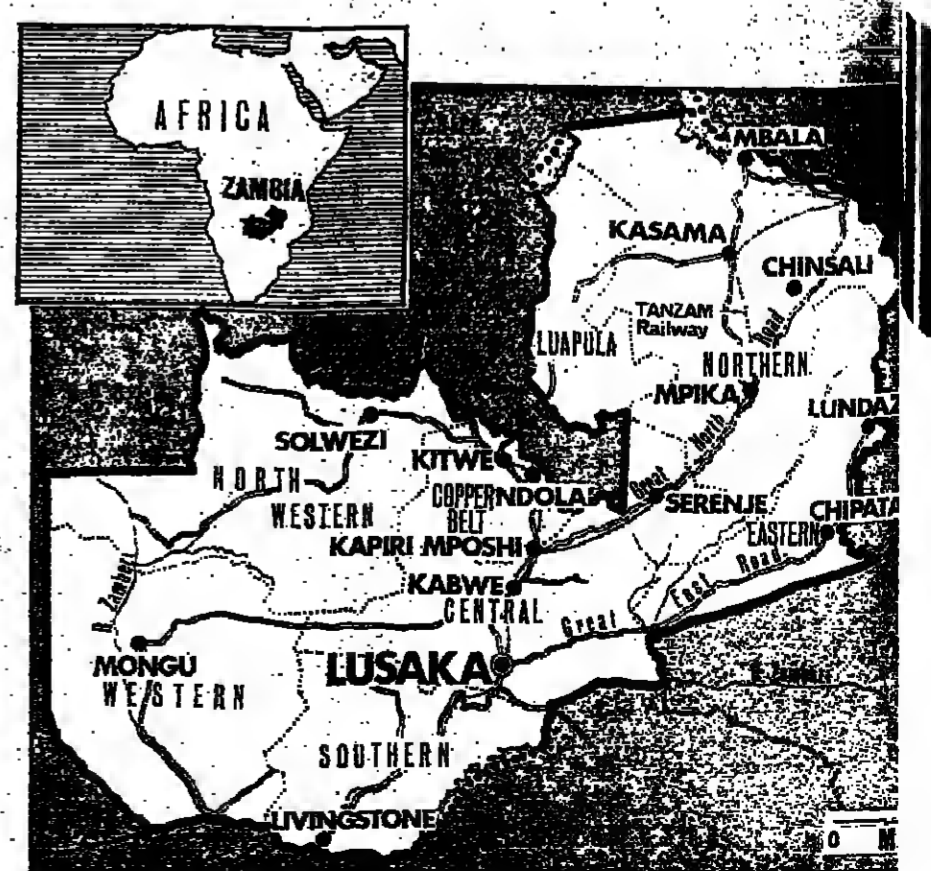 AFRICA
ZAMBIA
MBALA
KASAMA
CHINSALI
TANZAM
Railway
LUAPULA
Road
NORTHERN
MPIKA
LUNDAZ
SOLWEZI
KITWE
North
NORTH
WESTERN
COPPER
BELT
NDOLA
Great
SERENJE
CHIPATA
EASTERN
KAPIRI MPOSHI
KABWE
CENTRAL
Great East Road
R. Zambezi
MONGU
WESTERN
LUSAKA
SOUTHERN
LIVINGSTONE
0 M